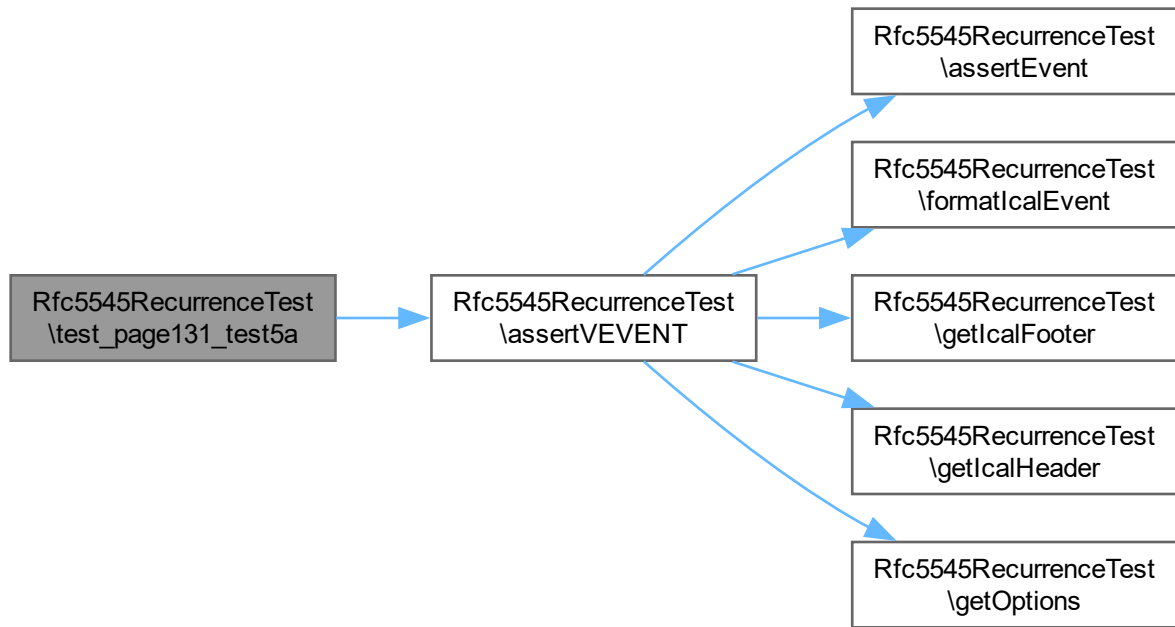 Rfc5545RecurrenceTest
\test_page131_test5a
Rfc5545RecurrenceTest
\assertVEVENT
Rfc5545RecurrenceTest
\assertEvent
Rfc5545RecurrenceTest
\formatIcalEvent
Rfc5545RecurrenceTest
\getIcalFooter
Rfc5545RecurrenceTest
\getIcalHeader
Rfc5545RecurrenceTest
\getOptions